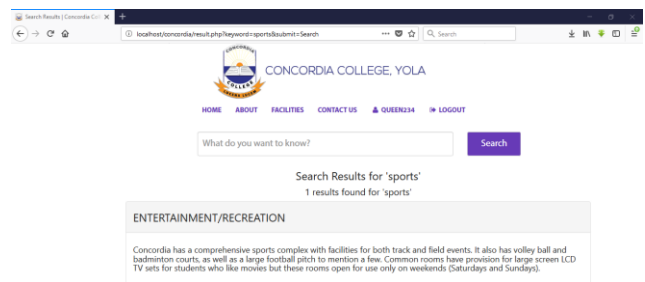 Search Results | Concordia Coll
localhost/concordia/result.php?keyword=sports&submit=Search
Search
CONCORDIA
COLLEGE
CONCORDIA COLLEGE, YOLA
HOME ABOUT FACILITIES CONTACT US QUEEN234 LOGOUT
What do you want to know? Search
Search Results for 'sports'
1 results found for 'sports'
ENTERTAINMENT/RECREATION
Concordia has a comprehensive sports complex with facilities for both track and field events. It also has volley ball and
badminton courts, as well as a large football pitch to mention a few. Common rooms have provision for large screen LCD
TV sets for students who like movies but these rooms open for use only on weekends (Saturdays and Sundays).